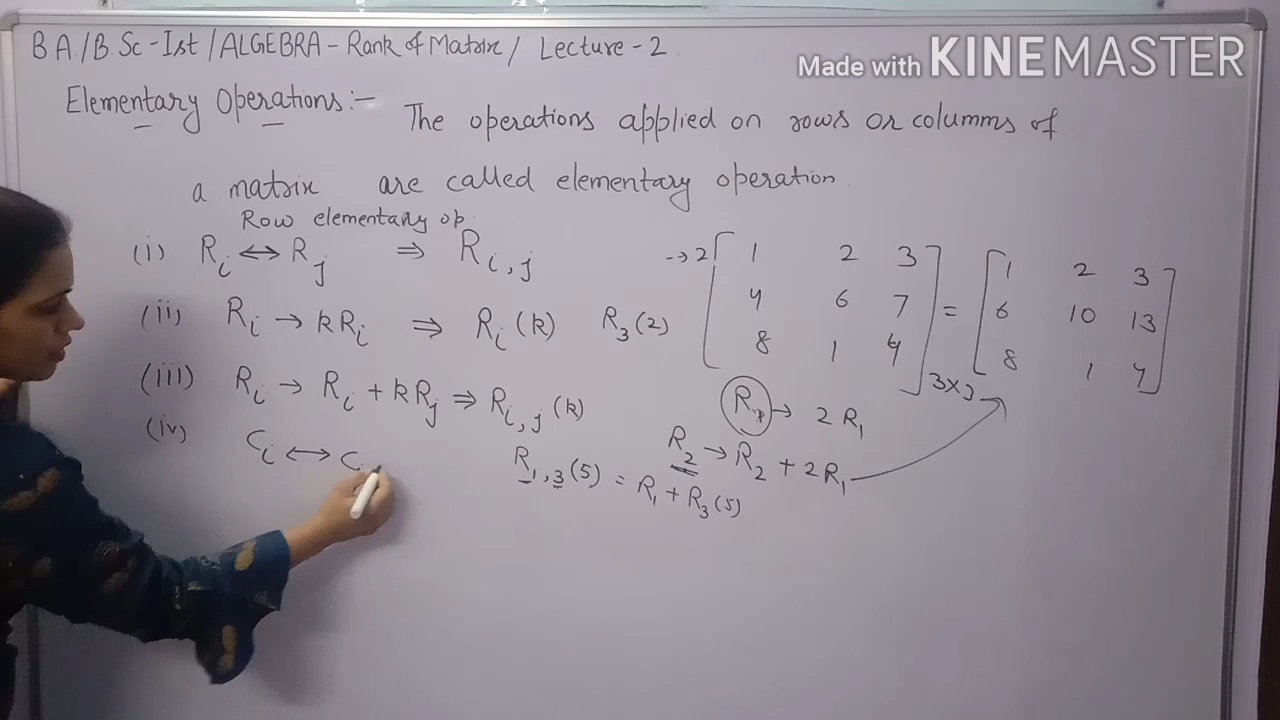 B A / B. Sc - Ist / ALGEBRA - Rank of Matrix / Lecture - 2
Made with KINEMASTER
Elementary Operations :- The operations applied on rows or columms of
a matrix are called elementary operation.
Row elementary op.
(i) Ri ↔ Rj ⇒ Ri,j
(ii) Ri → kRi ⇒ Ri(k) R3(2)
(iii) Ri → Ri + kRj ⇒ Ri,j(k)
(iv) Ci ↔ C
→ 2 [ 1 2 3
4 6 7
8 1 4 ] 3×3
= [ 1 2 3
6 10 13
8 1 4 ]
→ 2R1
R2 → R2 + 2R1
R1,3(5) = R1 + R3(5)